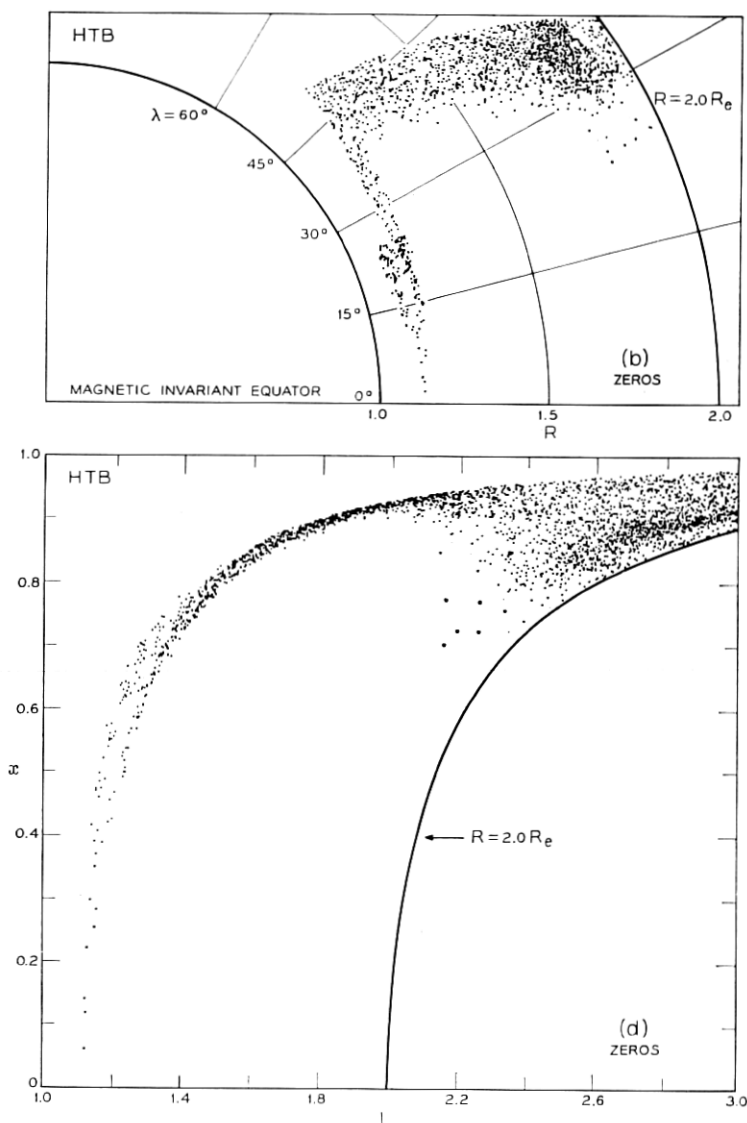 HTB
λ=60°
45°
30°
15°
0°
R=2.0 Re
(b)
ZEROS
MAGNETIC INVARIANT EQUATOR
1.0
1.5
2.0
R
HTB
1.0
0.8
0.6
0.4
0.2
0
R=2.0 Re
(d)
ZEROS
1.0
1.4
1.8
2.2
2.6
3.0